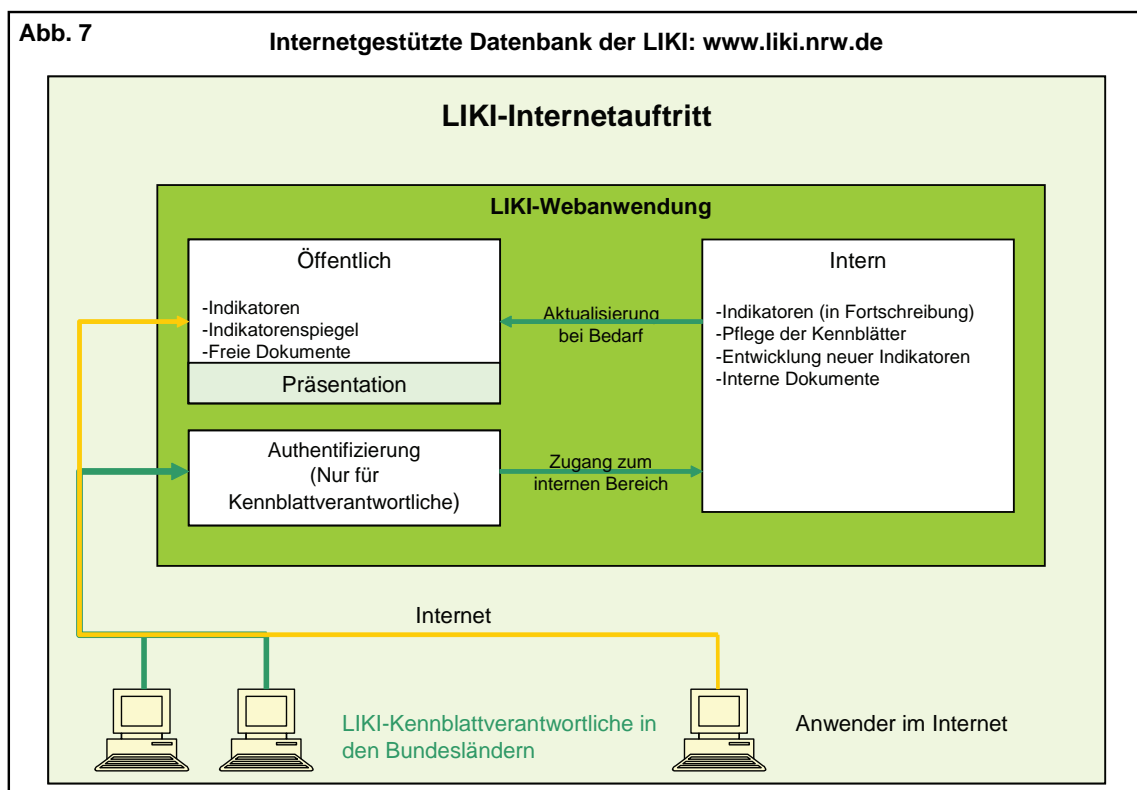 Abb. 7
Internetgestützte Datenbank der LIKI: www.liki.nrw.de
LIKI-Internetauftritt
LIKI-Webanwendung
Öffentlich
-Indikatoren
-Indikatorenspiegel
-Freie Dokumente
Präsentation
Aktualisierung
bei Bedarf
Intern
-Indikatoren (in Fortschreibung)
-Pflege der Kennblätter
-Entwicklung neuer Indikatoren
-Interne Dokumente
Authentifizierung
(Nur für
Kennblattverantwortliche)
Zugang zum
internen Bereich
Internet
LIKI-Kennblattverantwortliche in
den Bundesländern
Anwender im Internet